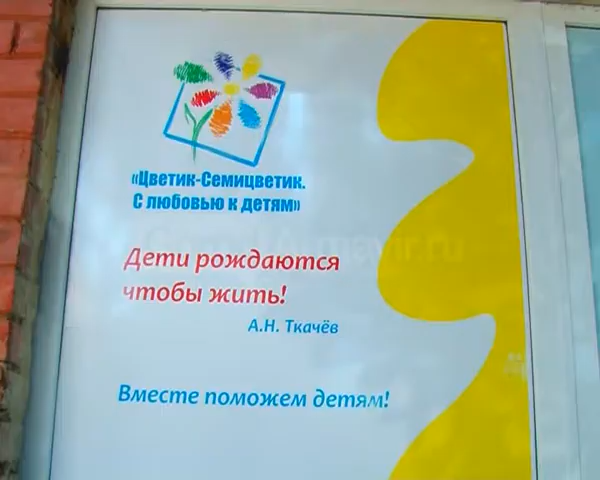 «Цветик-Семицветик.
С любовью к детям»
Дети рождаются
чтобы жить!
А.Н. Ткачёв
Вместе поможем детям!